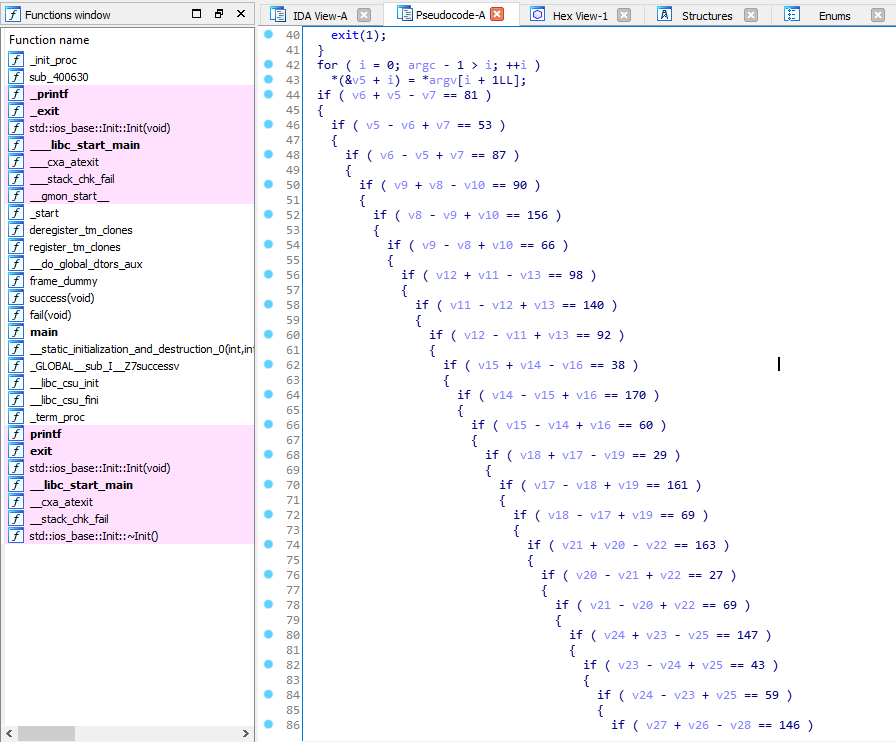 Functions window
Function name
f _init_proc
f sub_400630
f _printf
f _exit
f std::ios_base::Init::Init(void)
f ___libc_start_main
f ___cxa_atexit
f ___stack_chk_fail
f __gmon_start__
f _start
f deregister_tm_clones
f register_tm_clones
f __do_global_dtors_aux
f frame_dummy
f success(void)
f fail(void)
f main
f __static_initialization_and_destruction_0(int,int
f _GLOBAL__sub_I__Z7successv
f __libc_csu_init
f __libc_csu_fini
f _term_proc
f printf
f exit
f std::ios_base::Init::Init(void)
f __libc_start_main
f __cxa_atexit
f __stack_chk_fail
f std::ios_base::Init::~Init()
IDA View-A Pseudocode-A Hex View-1 Structures Enums
40 exit(1);
41 }
42 for ( i = 0; argc - 1 > i; ++i )
43 *(&v5 + i) = *argv[i + 1LL];
44 if ( v6 + v5 - v7 == 81 )
45 {
46 if ( v5 - v6 + v7 == 53 )
47 {
48 if ( v6 - v5 + v7 == 87 )
49 {
50 if ( v9 + v8 - v10 == 90 )
51 {
52 if ( v8 - v9 + v10 == 156 )
53 {
54 if ( v9 - v8 + v10 == 66 )
55 {
56 if ( v12 + v11 - v13 == 98 )
57 {
58 if ( v11 - v12 + v13 == 140 )
59 {
60 if ( v12 - v11 + v13 == 92 )
61 {
62 if ( v15 + v14 - v16 == 38 )
63 {
64 if ( v14 - v15 + v16 == 170 )
65 {
66 if ( v15 - v14 + v16 == 60 )
67 {
68 if ( v18 + v17 - v19 == 29 )
69 {
70 if ( v17 - v18 + v19 == 161 )
71 {
72 if ( v18 - v17 + v19 == 69 )
73 {
74 if ( v21 + v20 - v22 == 163 )
75 {
76 if ( v20 - v21 + v22 == 27 )
77 {
78 if ( v21 - v20 + v22 == 69 )
79 {
80 if ( v24 + v23 - v25 == 147 )
81 {
82 if ( v23 - v24 + v25 == 43 )
83 {
84 if ( v24 - v23 + v25 == 59 )
85 {
86 if ( v27 + v26 - v28 == 146 )